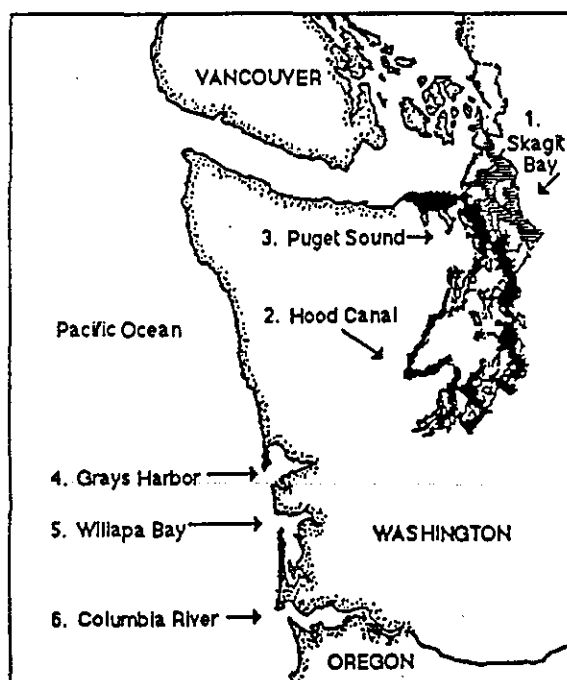 VANCOUVER
1.
Skagit
Bay
3. Puget Sound
2. Hood Canal
Pacific Ocean
4. Grays Harbor
5. Willapa Bay
WASHINGTON
6. Columbia River
OREGON